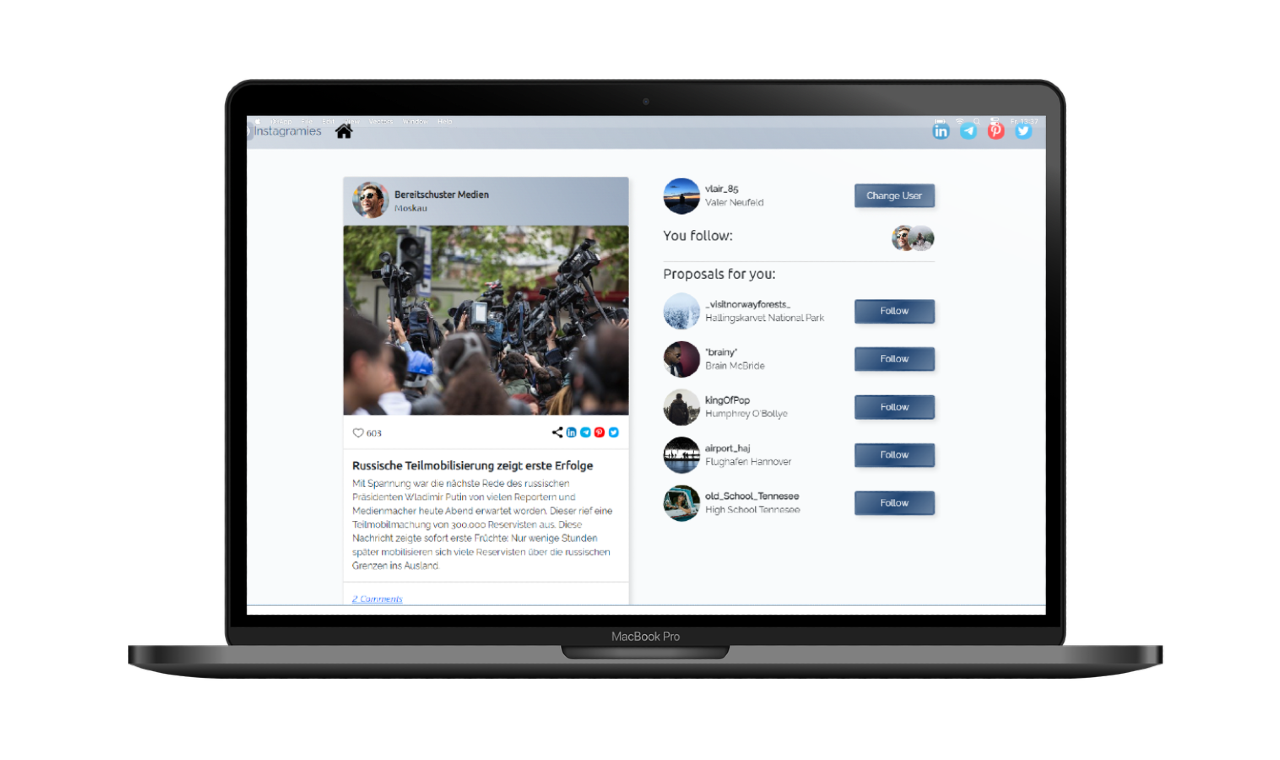 Instagramies
Bereitschuster Medien
Moskau
603
Russische Teilmobilisierung zeigt erste Erfolge
Mit Spannung war die nächste Rede des russischen
Präsidenten Wladimir Putin von vielen Reportern und
Medienmacher heute Abend erwartet worden. Dieser rief eine
Teilmobilmachung von 300.000 Reservisten aus. Diese
Nachricht zeigte sofort erste Früchte: Nur wenige Stunden
später mobilisieren sich viele Reservisten über die russischen
Grenzen ins Ausland.
2 Comments
vlair_85
Valer Neufeld
Change User
You follow:
Proposals for you:
_visitnorwayforests_
Hallingskarvet National Park
Follow
"brainy"
Brain McBride
Follow
kingOfPop
Humphrey O'Bollye
Follow
airport_haj
Flughafen Hannover
Follow
old_School_Tennesee
High School Tennesee
Follow
MacBook Pro